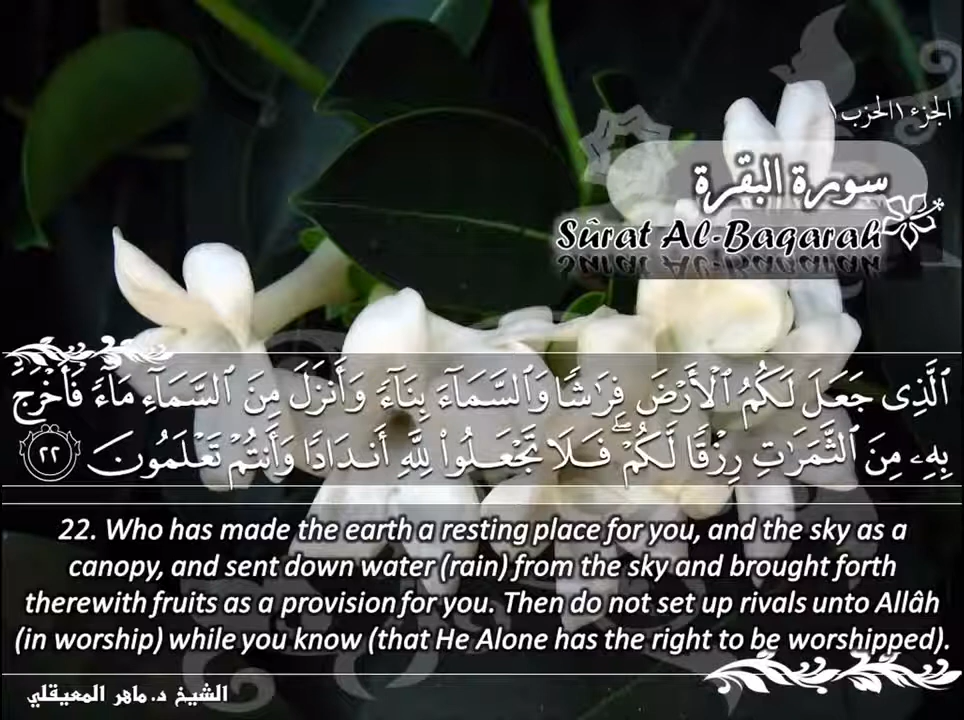 الجزء ١ الحزب ١
سورة البقرة
Sûrat Al-Baqarah
ٱلَّذِى جَعَلَ لَكُمُ ٱلْأَرْضَ فِرَٰشًا وَٱلسَّمَآءَ بِنَآءً وَأَنزَلَ مِنَ ٱلسَّمَآءِ مَآءً فَأَخْرَجَ
بِهِۦ مِنَ ٱلثَّمَرَٰتِ رِزْقًا لَّكُمْ ۖ فَلَا تَجْعَلُوا۟ لِلَّهِ أَندَادًا وَأَنتُمْ تَعْلَمُونَ ٢٢
22. Who has made the earth a resting place for you, and the sky as a
canopy, and sent down water (rain) from the sky and brought forth
therewith fruits as a provision for you. Then do not set up rivals unto Allâh
(in worship) while you know (that He Alone has the right to be worshipped).
الشيخ د. ماهر المعيقلي